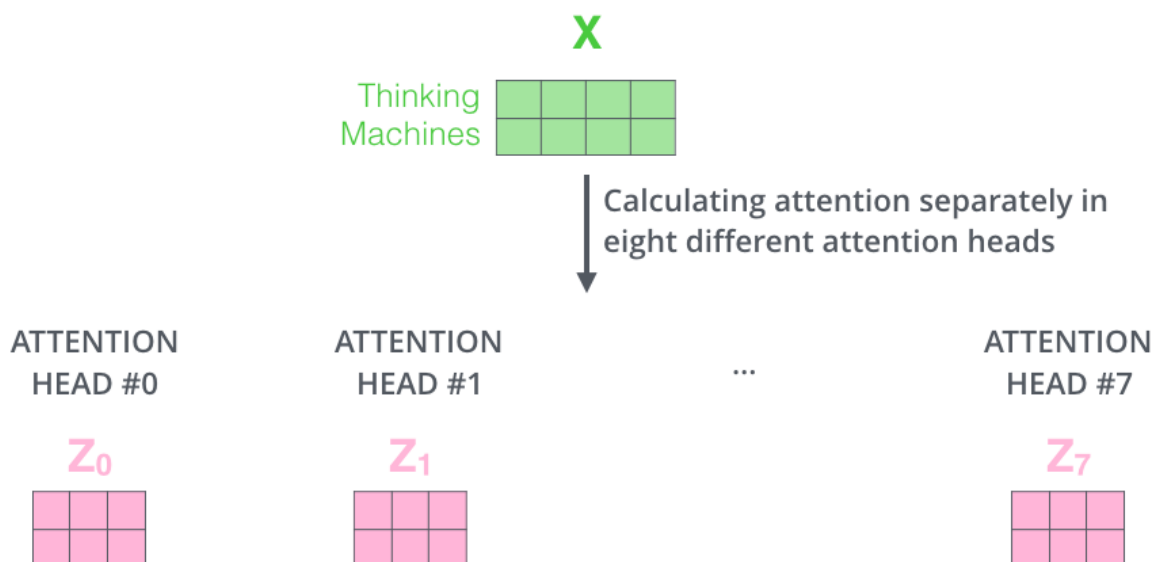 X
Thinking
Machines
Calculating attention separately in
eight different attention heads
ATTENTION
HEAD #0
ATTENTION
HEAD #1
...
ATTENTION
HEAD #7
Z0
Z1
Z7